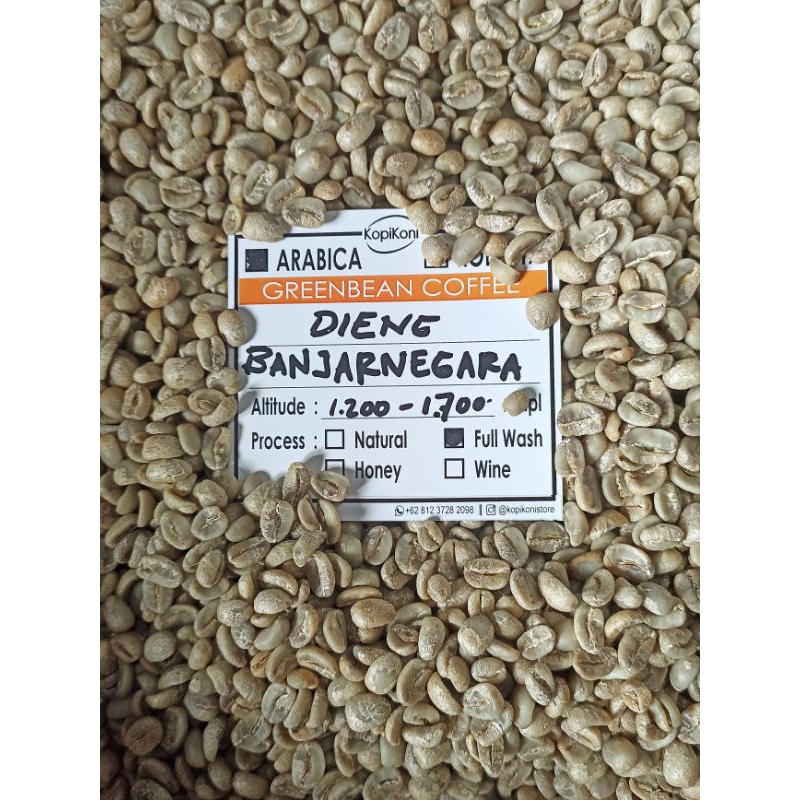 KopiKoni
ARABICA
GREENBEAN COFFEE
DIENG
BANJARNEGARA
Altitude : 1.200 - 1.700
Process : Natural Full Wash
Honey Wine
+62 812 3728 2098 | @kopikonistore